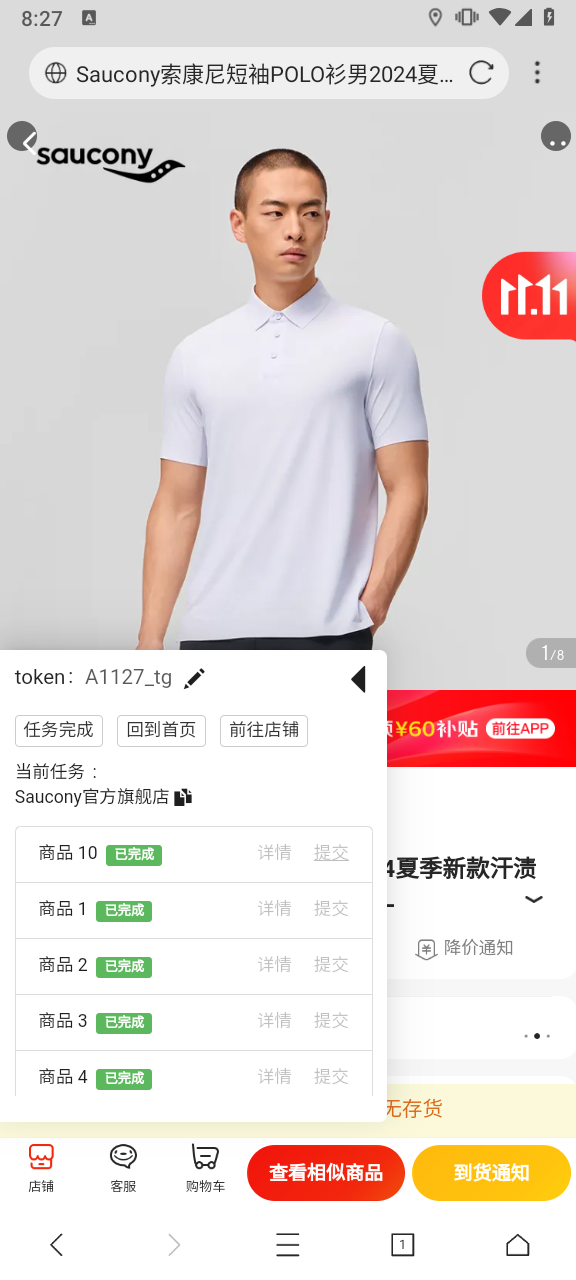 8:27
A
Saucony索康尼短袖POLO衫男2024夏...
saucony
11.11
1/8
token： A1127_tg
¥60补贴 前往APP
任务完成 回到首页 前往店铺
当前任务：
Saucony官方旗舰店
商品 10 已完成 详情 提交
4夏季新款汗渍
商品 1 已完成 详情 提交
降价通知
商品 2 已完成 详情 提交
商品 3 已完成 详情 提交
商品 4 已完成 详情 提交
无存货
店铺 客服 购物车 查看相似商品 到货通知
1